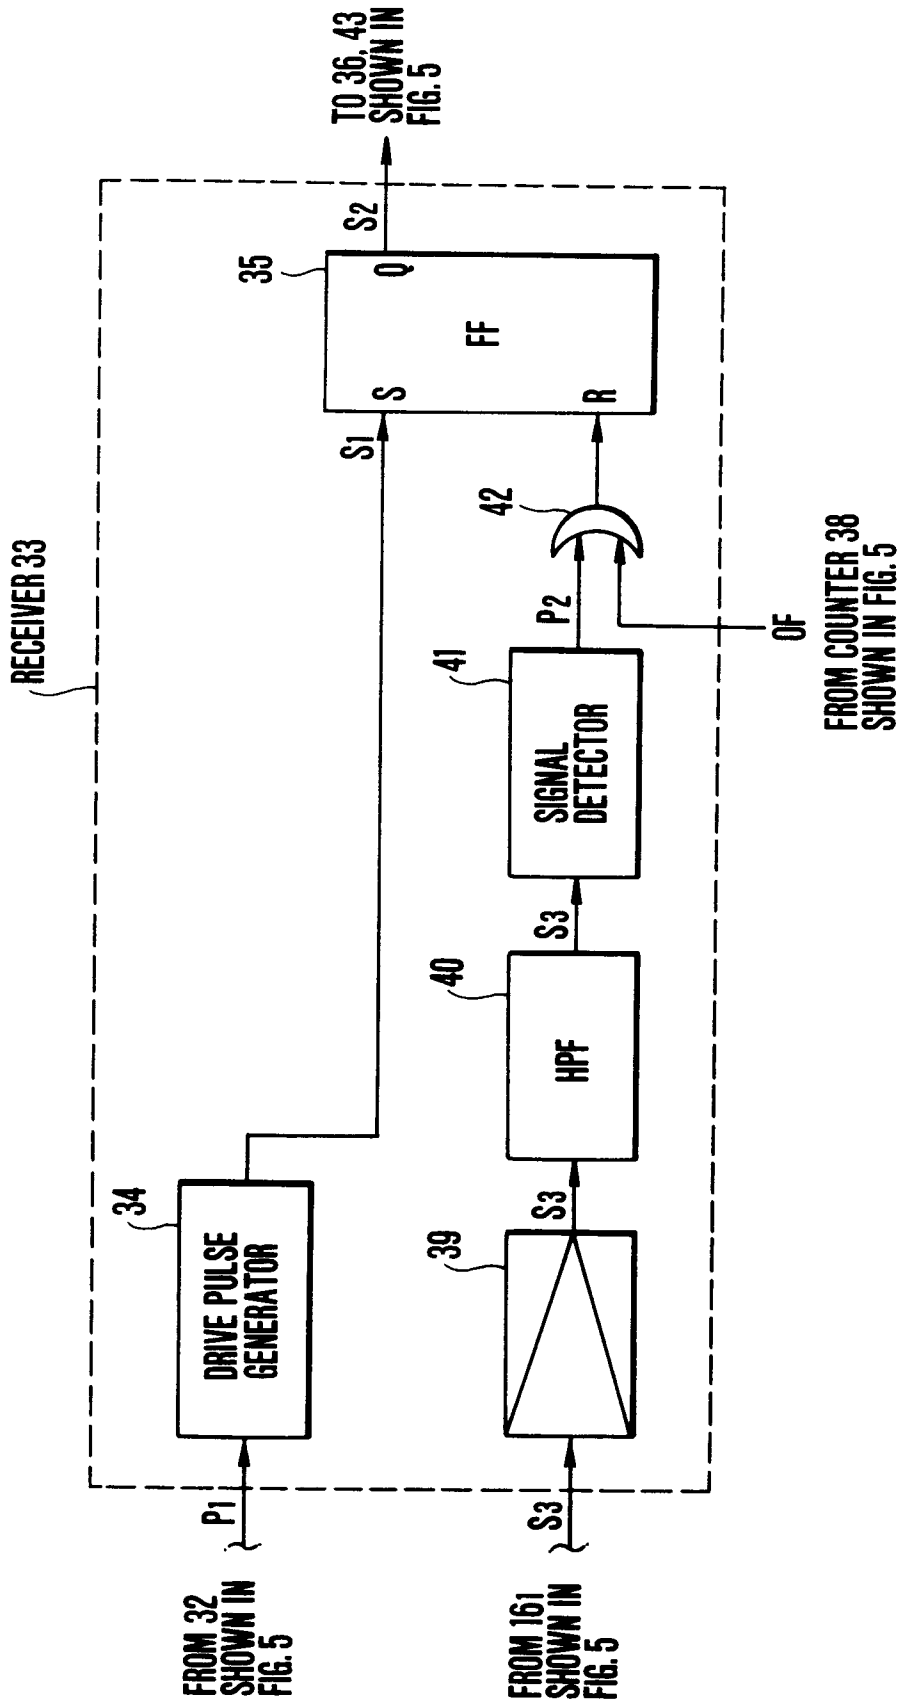 RECEIVER 33
FROM 32
SHOWN IN
FIG. 5
P1
34
DRIVE PULSE
GENERATOR
S1
35
S
Q
FF
R
S2
TO 36, 43
SHOWN IN
FIG. 5
FROM 161
SHOWN IN
FIG. 5
S3
39
S3
40
HPF
S3
41
SIGNAL
DETECTOR
P2
42
OF
FROM COUNTER 38
SHOWN IN FIG. 5